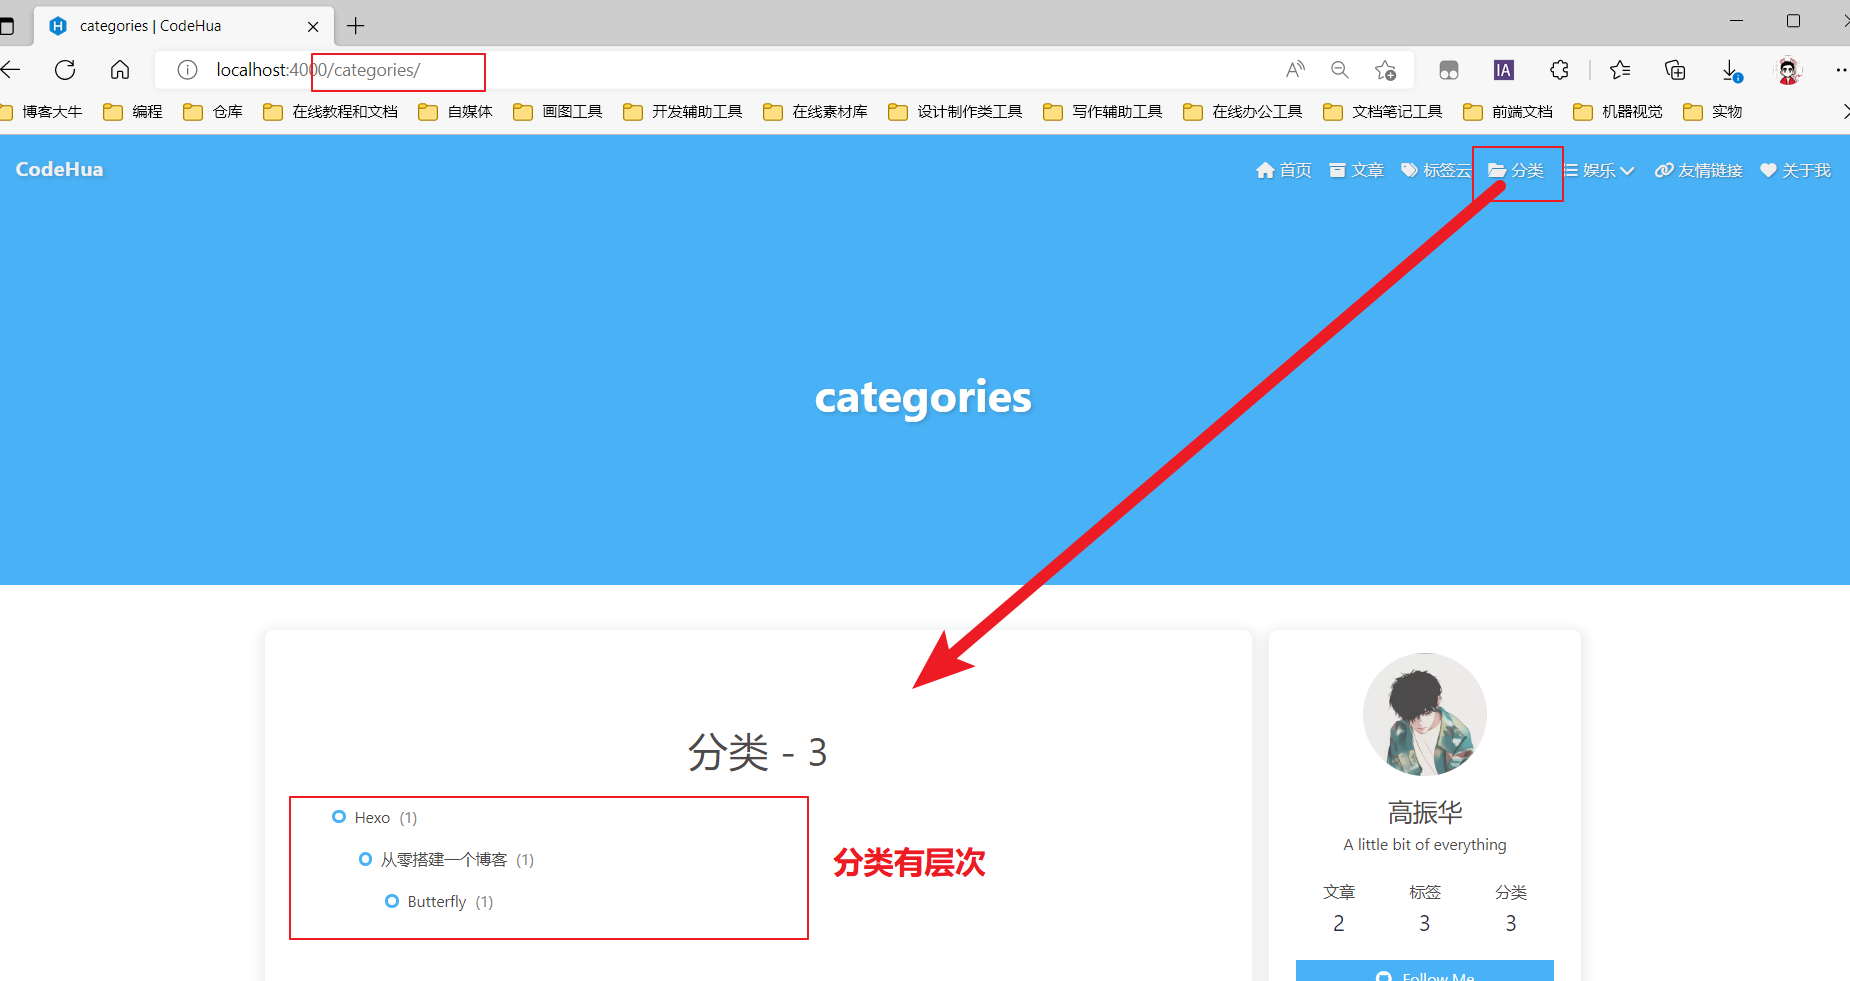 categories | CodeHua
localhost:4000/categories/
IA
博客大牛 编程 仓库 在线教程和文档 自媒体 画图工具 开发辅助工具 在线素材库 设计制作类工具 写作辅助工具 在线办公工具 文档笔记工具 前端文档 机器视觉 实物
CodeHua 首页 文章 标签云 分类 娱乐 友情链接 关于我
categories
分类 - 3
Hexo (1)
从零搭建一个博客 (1)
Butterfly (1)
分类有层次
高振华
A little bit of everything
文章 标签 分类
2 3 3
Follow Me